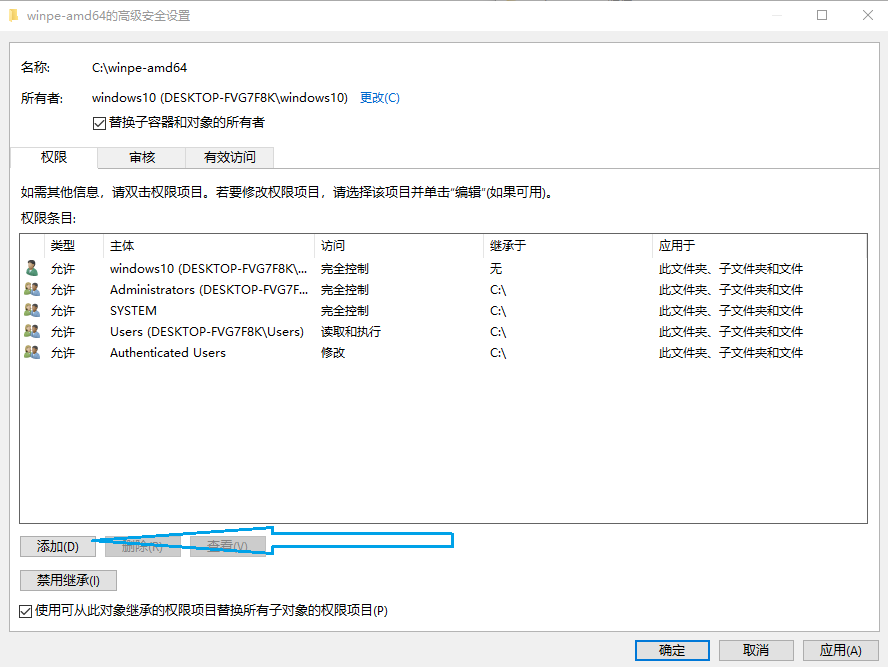 winpe-amd64的高级安全设置
名称: C:\winpe-amd64
所有者: windows10 (DESKTOP-FVG7F8K\windows10) 更改(C)
替换子容器和对象的所有者
权限 审核 有效访问
如需其他信息，请双击权限项目。若要修改权限项目，请选择该项目并单击“编辑”(如果可用)。
权限条目:
类型 主体 访问 继承于 应用于
允许 windows10 (DESKTOP-FVG7F8K\... 完全控制 无 此文件夹、子文件夹和文件
允许 Administrators (DESKTOP-FVG7F... 完全控制 C:\ 此文件夹、子文件夹和文件
允许 SYSTEM 完全控制 C:\ 此文件夹、子文件夹和文件
允许 Users (DESKTOP-FVG7F8K\Users) 读取和执行 C:\ 此文件夹、子文件夹和文件
允许 Authenticated Users 修改 C:\ 此文件夹、子文件夹和文件
添加(D) 删除(R) 查看(V)
禁用继承(I)
使用可从此对象继承的权限项目替换所有子对象的权限项目(P)
确定 取消 应用(A)